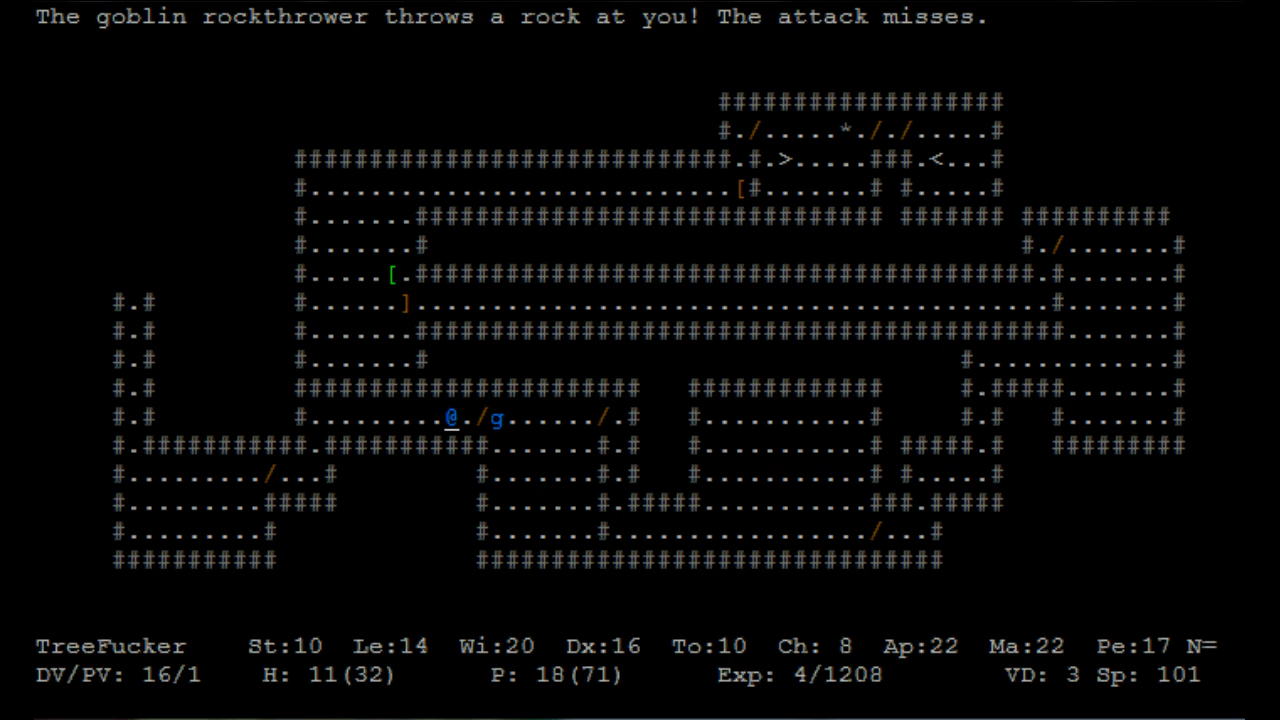 The goblin rockthrower throws a rock at you! The attack misses.
TreeFucker St:10 Le:14 Wi:20 Dx:16 To:10 Ch: 8 Ap:22 Ma:22 Pe:17 N=
DV/PV: 16/1 H: 11(32) P: 18(71) Exp: 4/1208 VD: 3 Sp: 101